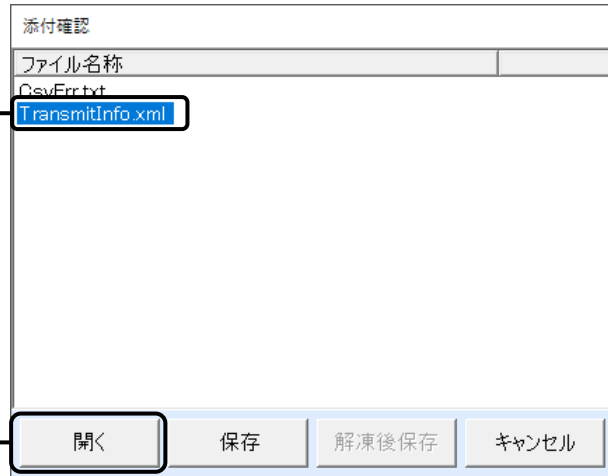 添付確認
ファイル名称
CsvErr.txt
TransmitInfo.xml
開く
保存
解凍後保存
キャンセル